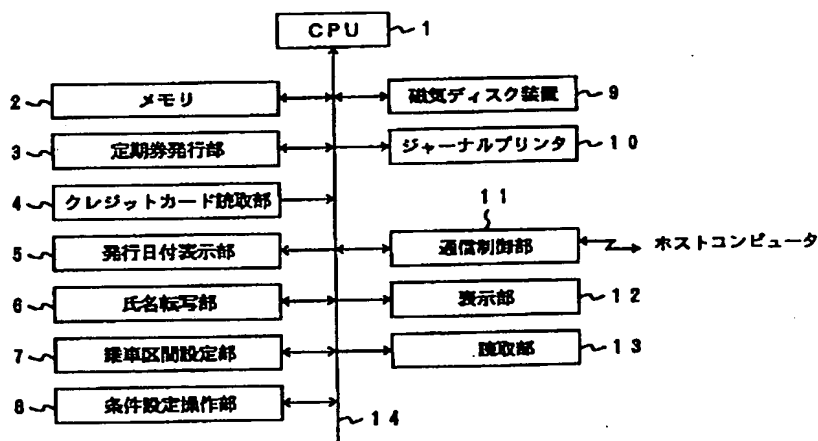 CPU 1
2 メモリ
磁気ディスク装置 9
3 定期券発行部
ジャーナルプリンタ 10
4 クレジットカード読取部
11
5 発行日付表示部
通信制御部
ホストコンピュータ
6 氏名転写部
表示部 12
7 乗車区間設定部
読取部 13
8 条件設定操作部
14